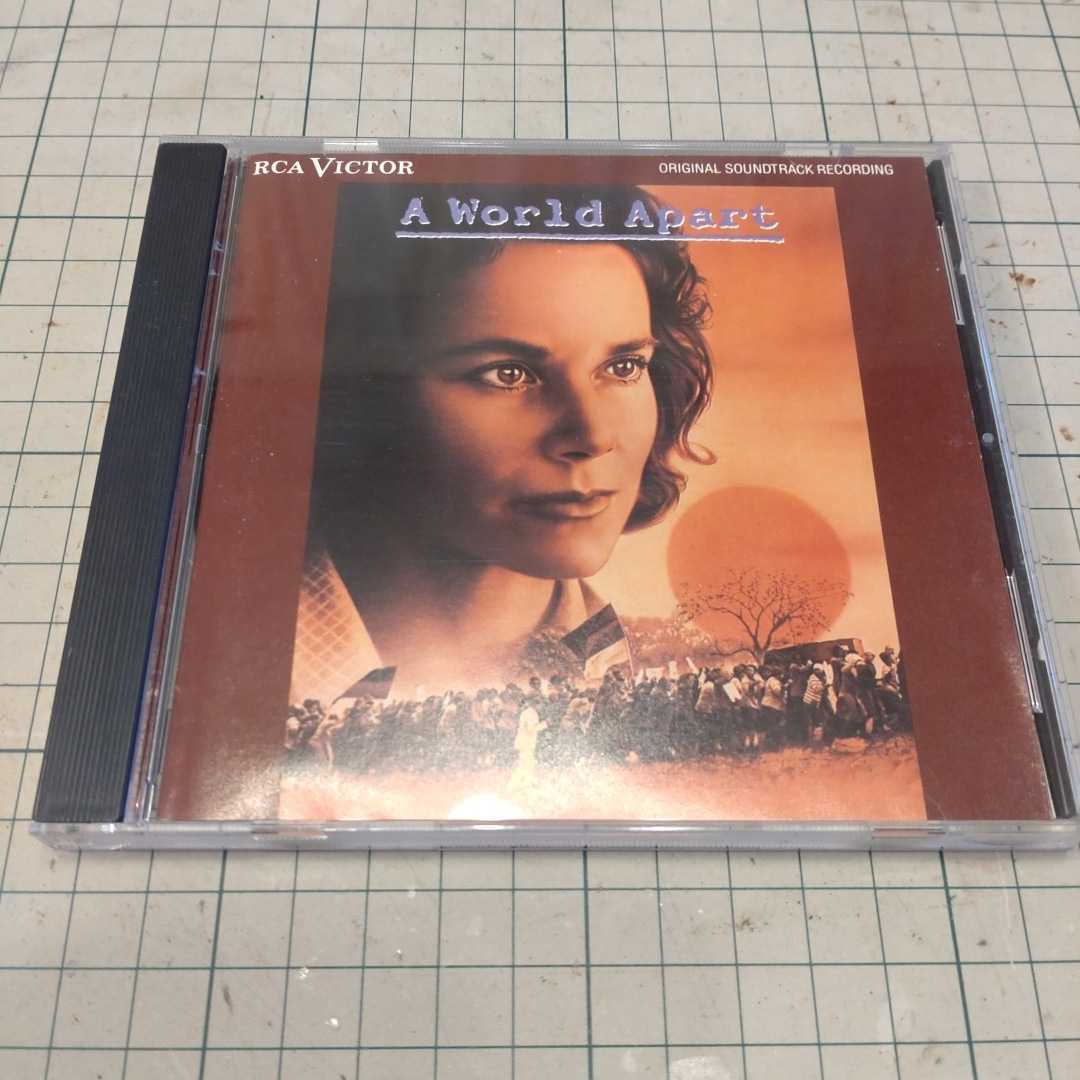 RCA VICTOR
ORIGINAL SOUNDTRACK RECORDING
A World Apart